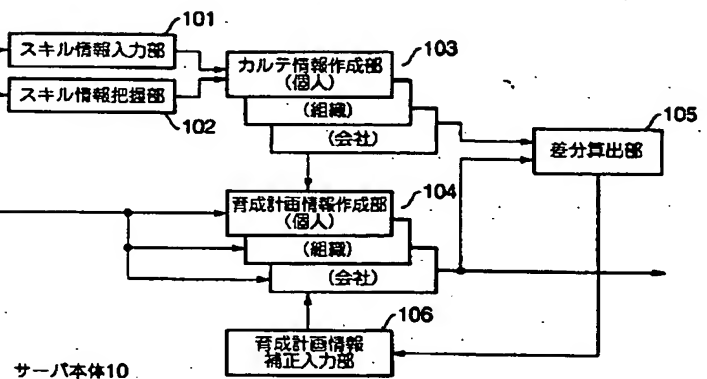 101
スキル情報入力部
スキル情報把握部
102
103
カルテ情報作成部
(個人)
(組織)
(会社)
105
差分算出部
104
育成計画情報作成部
(個人)
(組織)
(会社)
106
育成計画情報
補正入力部
サーバ本体10